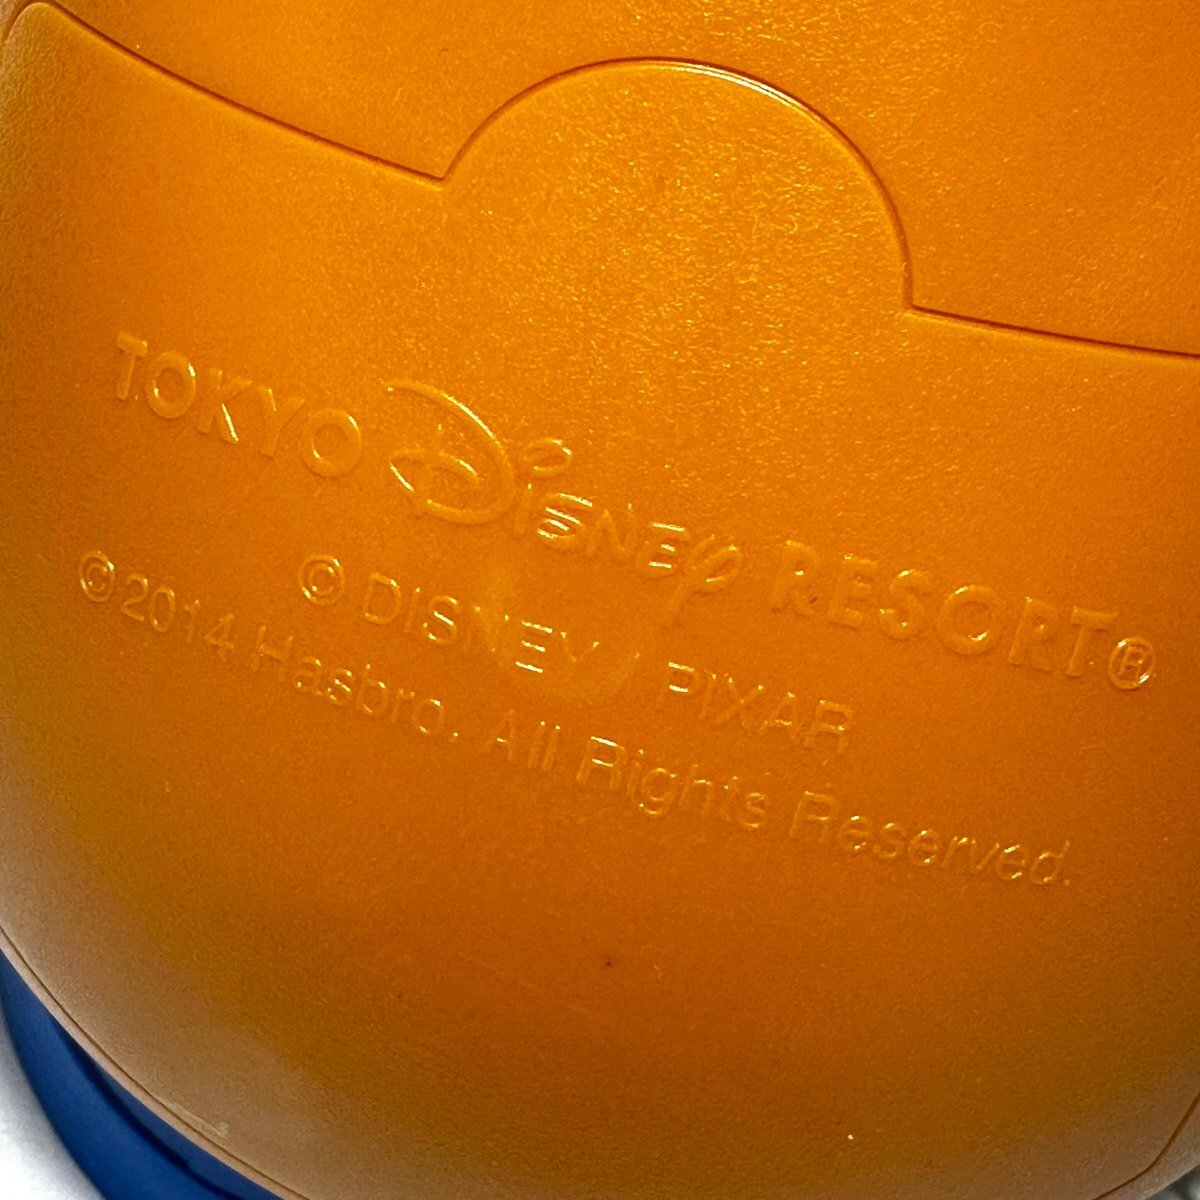 TOKYO DISNEY RESORT®
© DISNEY / PIXAR
©2014 Hasbro. All Rights Reserved.